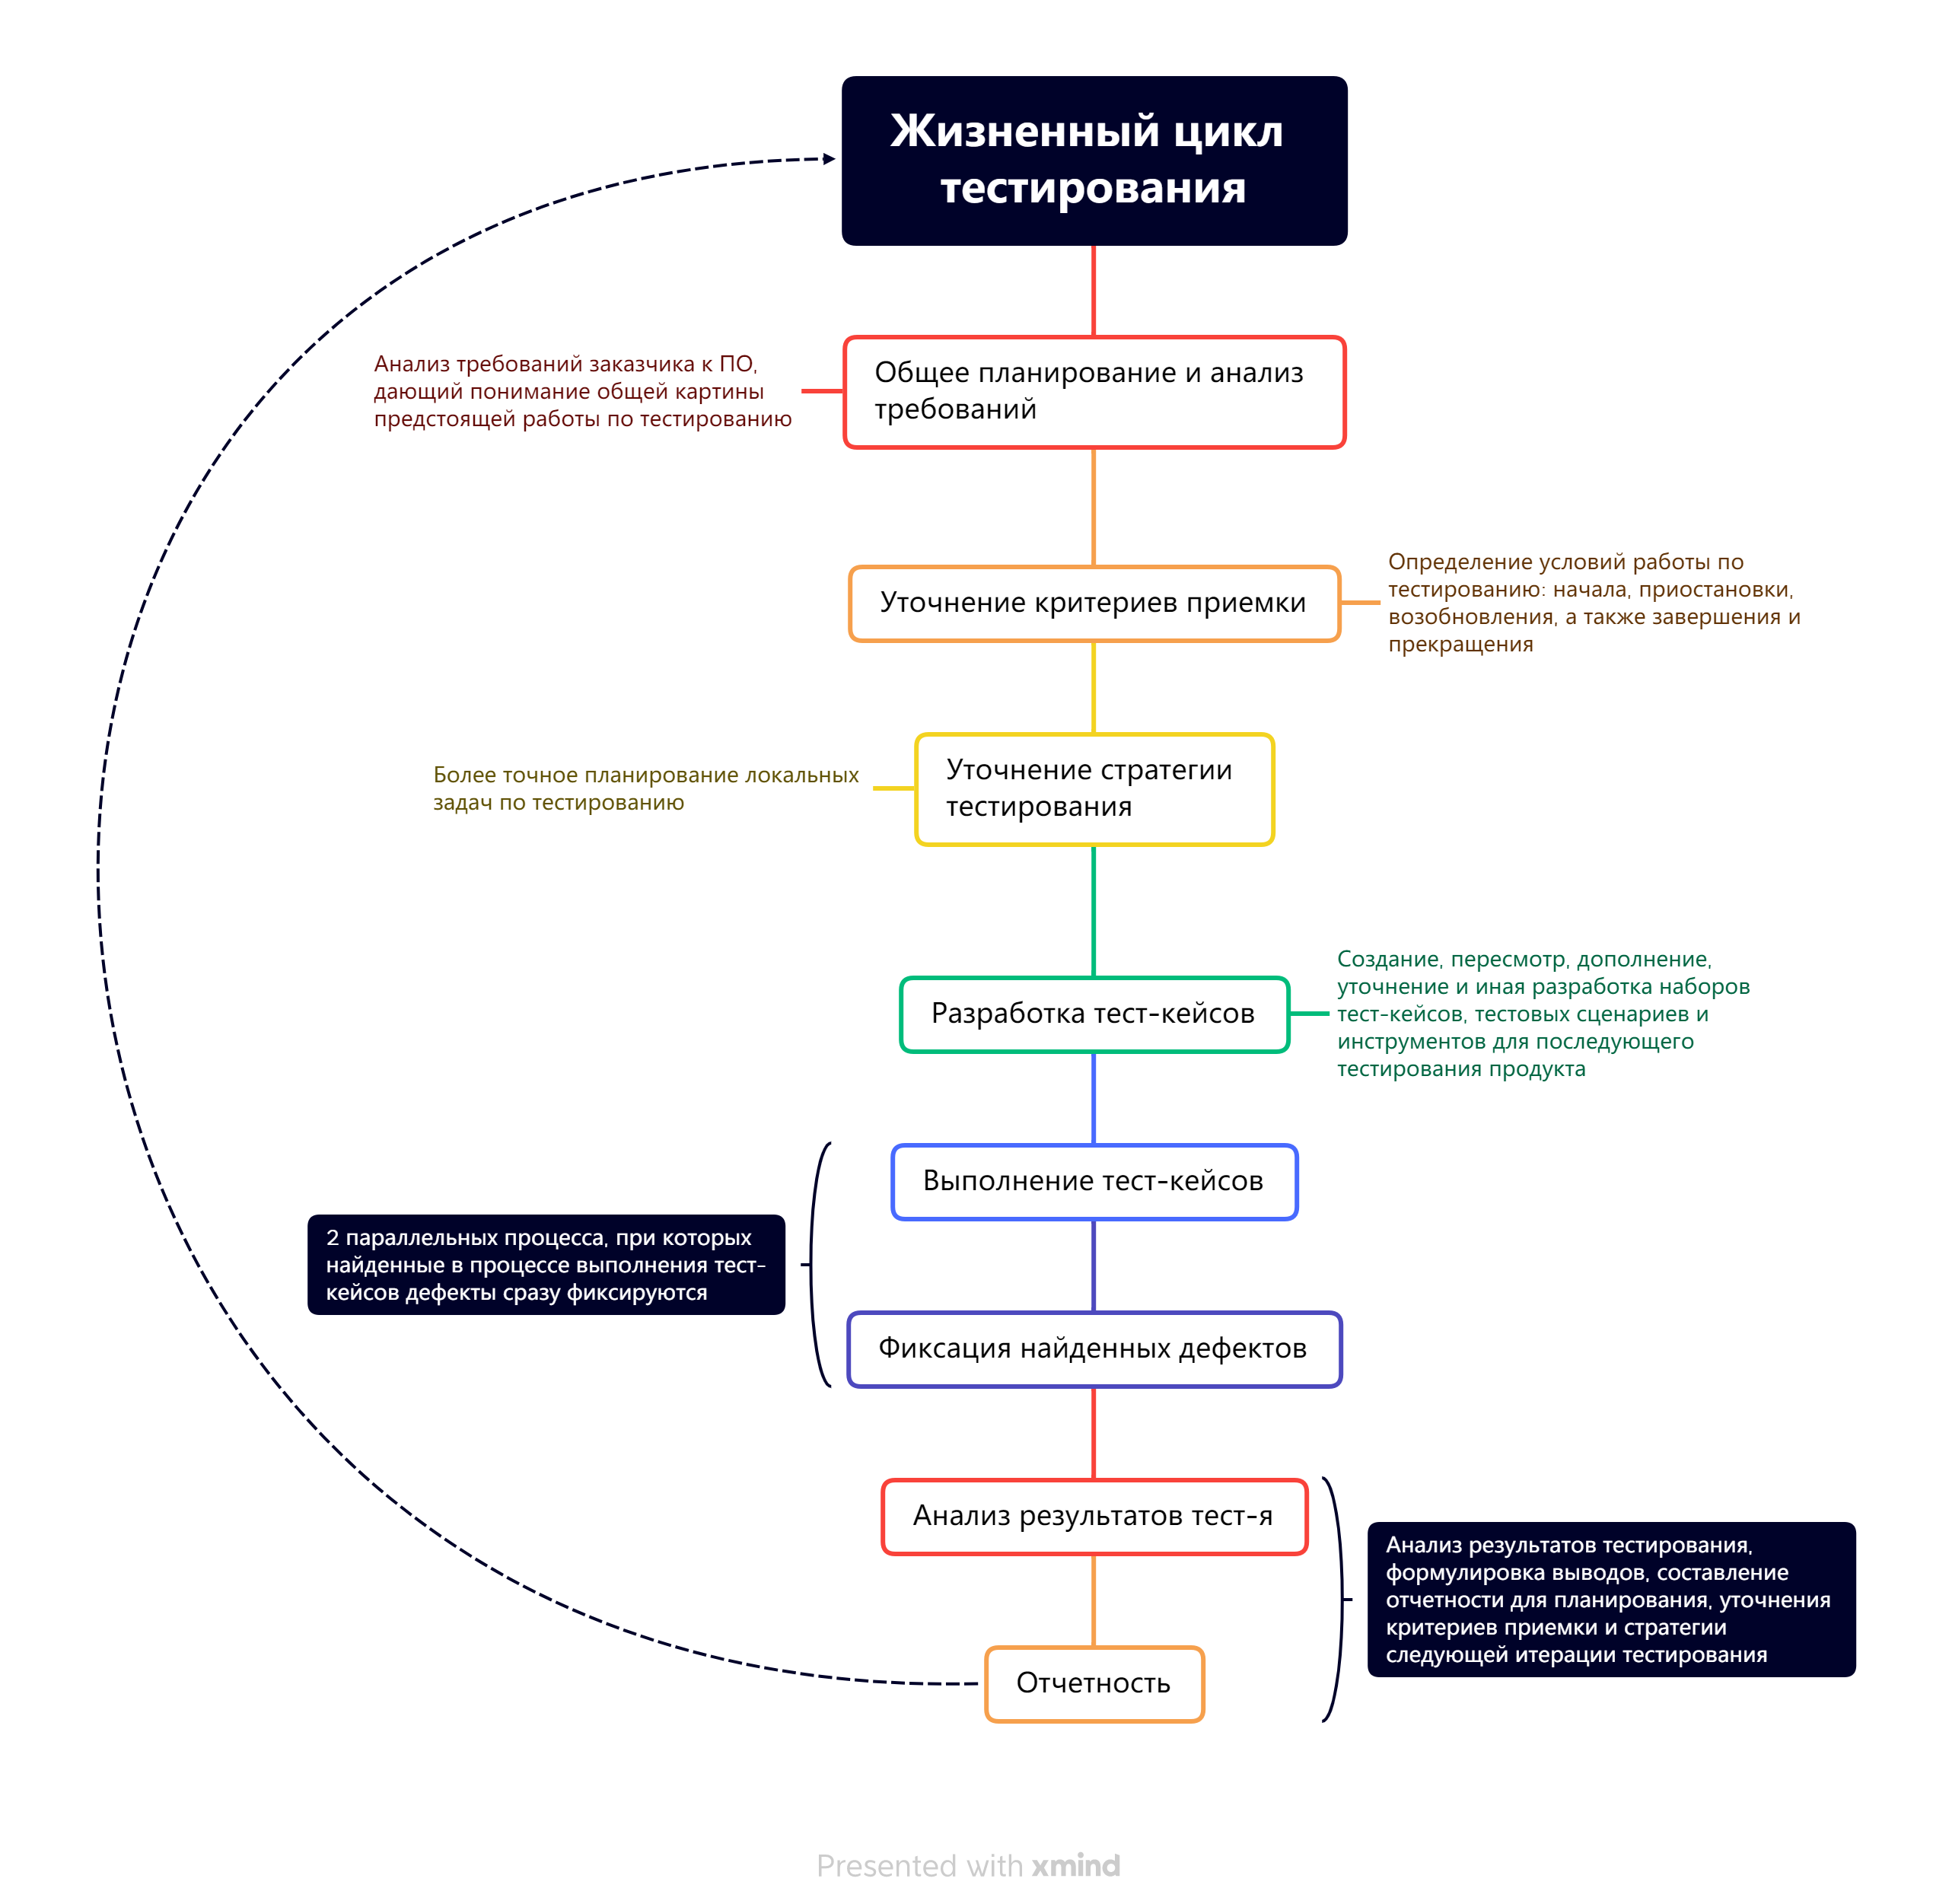 Жизненный цикл
тестирования
Анализ требований заказчика к ПО,
дающий понимание общей картины
предстоящей работы по тестированию
Общее планирование и анализ
требований
Уточнение критериев приемки
Определение условий работы по
тестированию: начала, приостановки,
возобновления, а также завершения и
прекращения
Более точное планирование локальных
задач по тестированию
Уточнение стратегии
тестирования
Разработка тест-кейсов
Создание, пересмотр, дополнение,
уточнение и иная разработка наборов
тест-кейсов, тестовых сценариев и
инструментов для последующего
тестирования продукта
Выполнение тест-кейсов
2 параллельных процесса, при которых
найденные в процессе выполнения тест-
кейсов дефекты сразу фиксируются
Фиксация найденных дефектов
Анализ результатов тест-я
Анализ результатов тестирования,
формулировка выводов, составление
отчетности для планирования, уточнения
критериев приемки и стратегии
следующей итерации тестирования
Отчетность
Presented with xmind